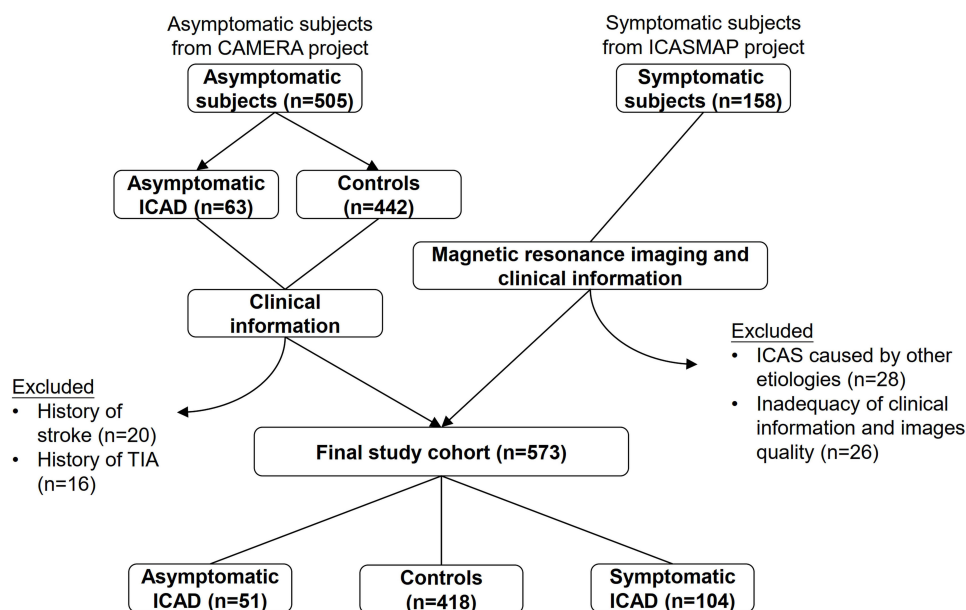 Asymptomatic subjects
from CAMERA project
Symptomatic subjects
from ICASMAP project
Asymptomatic
subjects (n=505)
Symptomatic
subjects (n=158)
Asymptomatic
ICAD (n=63)
Controls
(n=442)
Magnetic resonance imaging and
clinical information
Clinical
information
Excluded
• ICAS caused by other
etiologies (n=28)
• Inadequacy of clinical
information and images
quality (n=26)
Excluded
• History of
stroke (n=20)
• History of TIA
(n=16)
Final study cohort (n=573)
Asymptomatic
ICAD (n=51)
Controls
(n=418)
Symptomatic
ICAD (n=104)